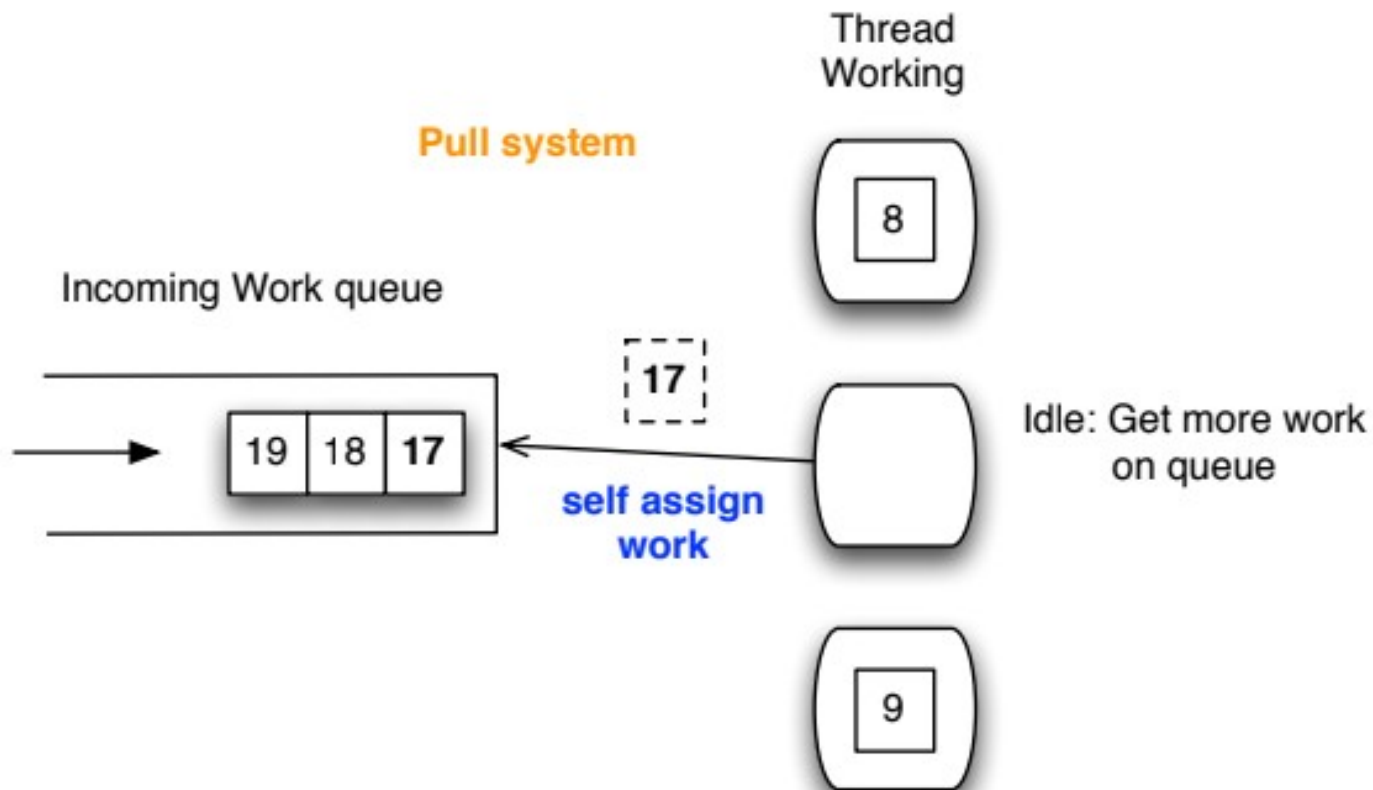 Thread
Working
Pull system
8
Incoming Work queue
17
19 18 17
Idle: Get more work
on queue
self assign
work
9